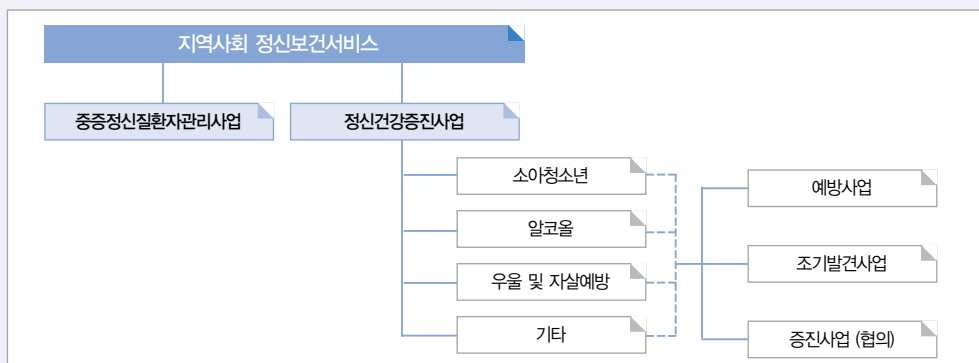 지역사회 정신보건서비스
중증정신질환자관리사업
정신건강증진사업
소아청소년
알코올
우울 및 자살예방
기타
예방사업
조기발견사업
증진사업 (협의)